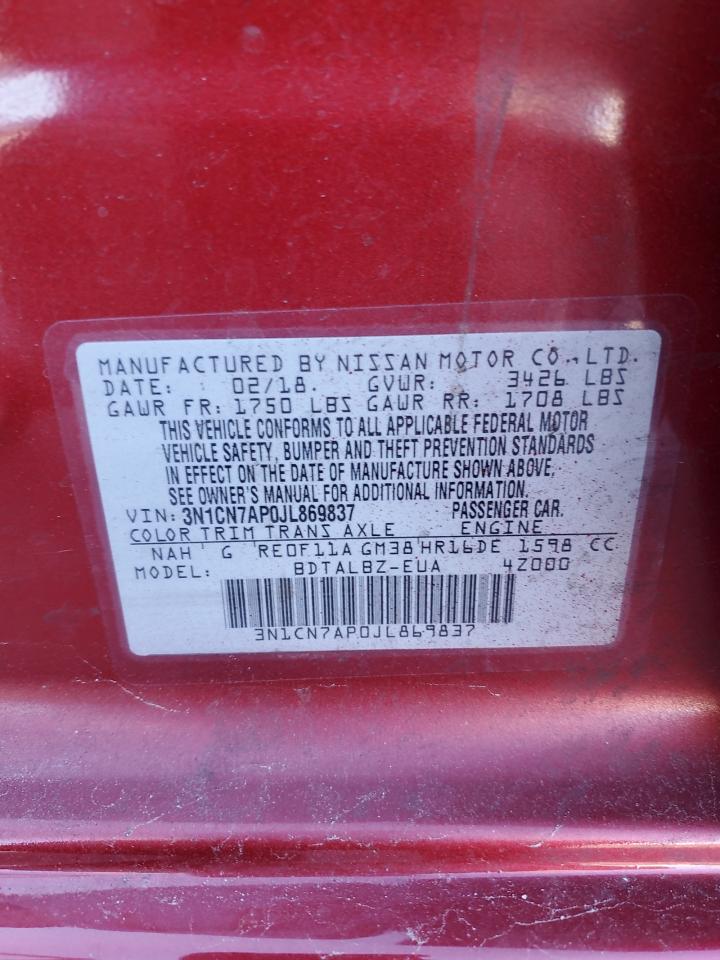 MANUFACTURED BY NISSAN MOTOR CO.,LTD.
DATE: 02/18. GVWR: 3426 LBS
GAWR FR: 1750 LBS GAWR RR: 1708 LBS
THIS VEHICLE CONFORMS TO ALL APPLICABLE FEDERAL MOTOR
VEHICLE SAFETY, BUMPER AND THEFT PREVENTION STANDARDS
IN EFFECT ON THE DATE OF MANUFACTURE SHOWN ABOVE,
SEE OWNER'S MANUAL FOR ADDITIONAL INFORMATION.
VIN: 3N1CN7AP0JL869837 PASSENGER CAR.
COLOR TRIM TRANS AXLE ENGINE
NAH G RE0F11A GM38 HR16DE 1598 CC
MODEL: BDTALBZ-EUA 4Z000
3N1CN7AP0JL869837